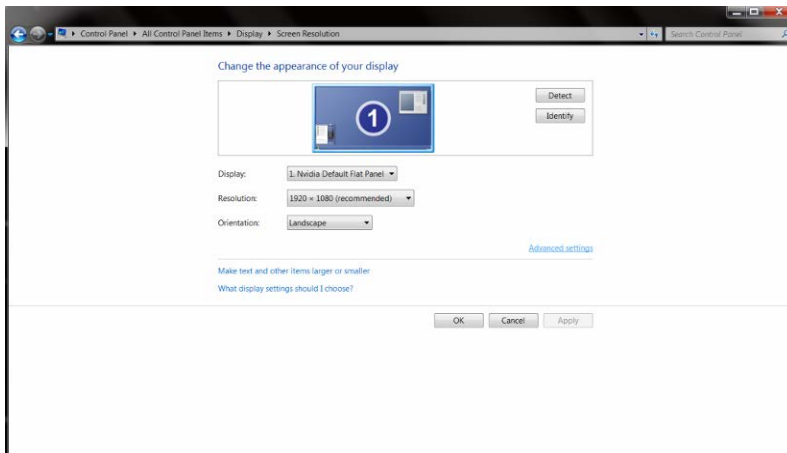 Control Panel All Control Panel Items Display Screen Resolution Search Control Panel
Change the appearance of your display
1
Detect
Identify
Display: 1. Nvidia Default Flat Panel
Resolution: 1920 × 1080 (recommended)
Orientation: Landscape
Advanced settings
Make text and other items larger or smaller
What display settings should I choose?
OK Cancel Apply